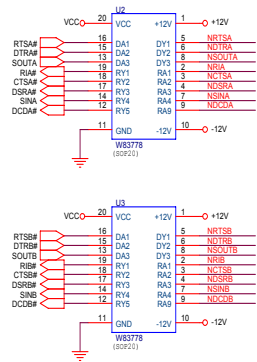 U2
VCC 20 VCC +12V 1 +12V
RTSA# 16 DA1 DY1 5 NRTSA
DTRA# 15 DA2 DY2 6 NDTRA
SOUTA 13 DA3 DY3 8 NSOUTA
RIA# 19 RY1 RA1 2 NRIA
CTSA# 18 RY2 RA2 3 NCTSA
DSRA# 17 RY3 RA3 4 NDSRA
SINA 14 RY4 RA4 7 NSINA
DCDA# 12 RY5 RA9 9 NDCDA
11 GND -12V 10 -12V
W83778
(SOP20)
U3
VCC 20 VCC +12V 1 +12V
RTSB# 16 DA1 DY1 5 NRTSB
DTRB# 15 DA2 DY2 6 NDTRB
SOUTB 13 DA3 DY3 8 NSOUTB
RIB# 19 RY1 RA1 2 NRIB
CTSB# 18 RY2 RA2 3 NCTSB
DSRB# 17 RY3 RA3 4 NDSRB
SINB 14 RY4 RA4 7 NSINB
DCDB# 12 RY5 RA9 9 NDCDB
11 GND -12V 10 -12V
W83778
(SOP20)